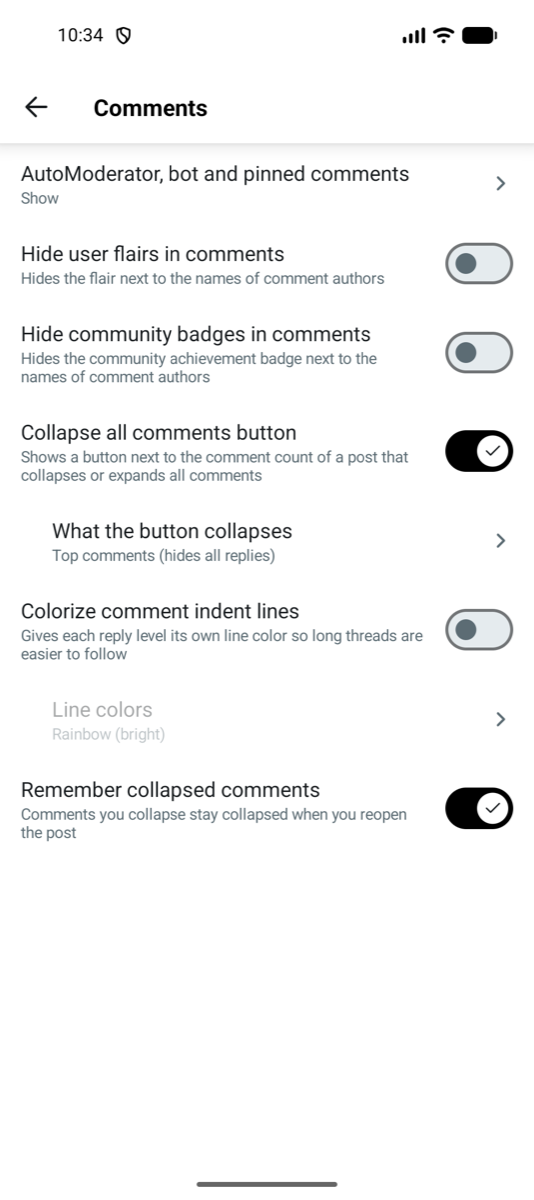 10:34
Comments
AutoModerator, bot and pinned comments
Show
Hide user flairs in comments
Hides the flair next to the names of comment authors
Hide community badges in comments
Hides the community achievement badge next to the
names of comment authors
Collapse all comments button
Shows a button next to the comment count of a post that
collapses or expands all comments
What the button collapses
Top comments (hides all replies)
Colorize comment indent lines
Gives each reply level its own line color so long threads are
easier to follow
Line colors
Rainbow (bright)
Remember collapsed comments
Comments you collapse stay collapsed when you reopen
the post